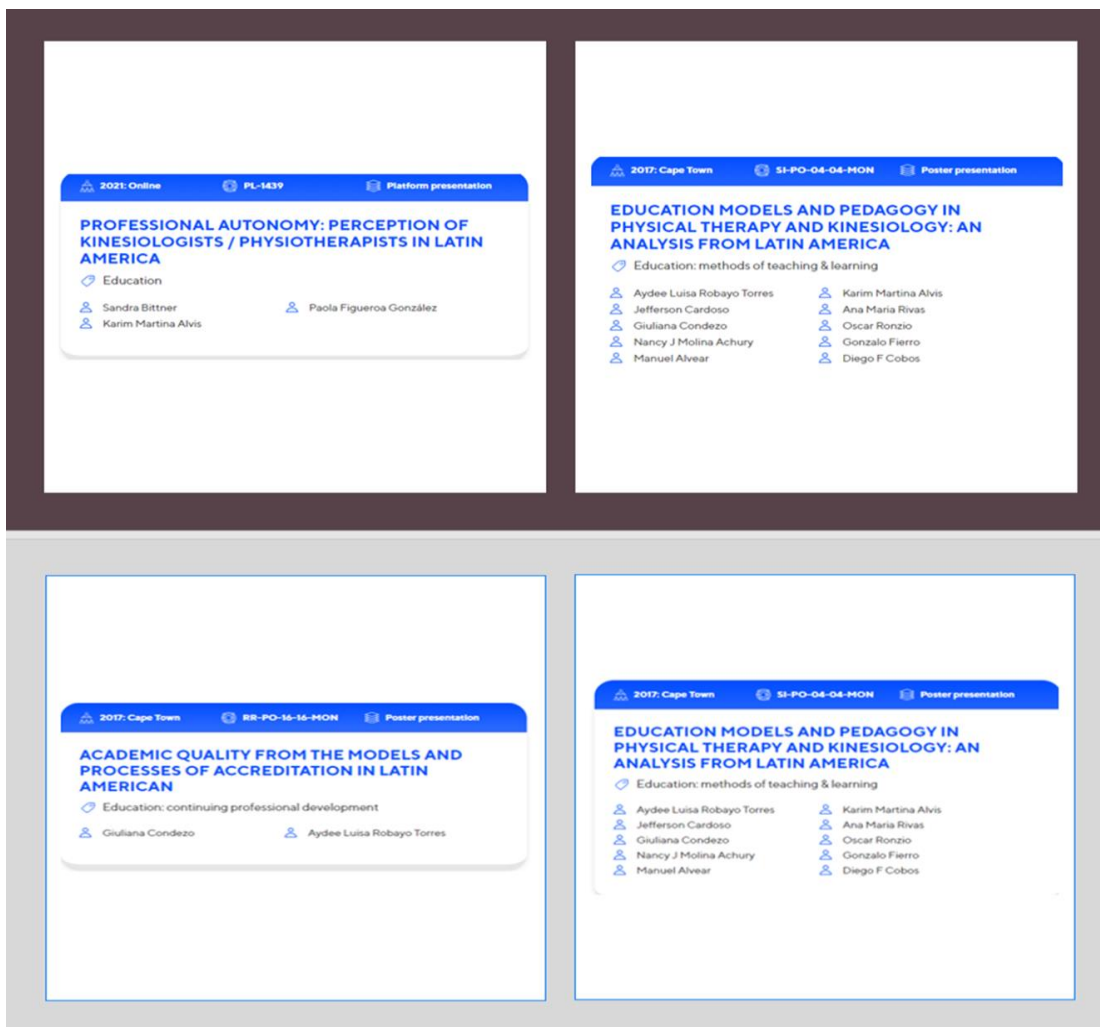 2021: Online PL-1439 Platform presentation
PROFESSIONAL AUTONOMY: PERCEPTION OF
KINESIOLOGISTS / PHYSIOTHERAPISTS IN LATIN
AMERICA
Education
Sandra Bittner Paola Figueroa González
Karim Martina Alvis
2017: Cape Town SI-PO-04-04-MON Poster presentation
EDUCATION MODELS AND PEDAGOGY IN
PHYSICAL THERAPY AND KINESIOLOGY: AN
ANALYSIS FROM LATIN AMERICA
Education: methods of teaching & learning
Aydee Luisa Robayo Torres Karim Martina Alvis
Jefferson Cardoso Ana Maria Rivas
Giuliana Condezo Oscar Ronzio
Nancy J Molina Achury Gonzalo Fierro
Manuel Alvear Diego F Cobos
2017: Cape Town RR-PO-16-16-MON Poster presentation
ACADEMIC QUALITY FROM THE MODELS AND
PROCESSES OF ACCREDITATION IN LATIN
AMERICAN
Education: continuing professional development
Giuliana Condezo Aydee Luisa Robayo Torres
2017: Cape Town SI-PO-04-04-MON Poster presentation
EDUCATION MODELS AND PEDAGOGY IN
PHYSICAL THERAPY AND KINESIOLOGY: AN
ANALYSIS FROM LATIN AMERICA
Education: methods of teaching & learning
Aydee Luisa Robayo Torres Karim Martina Alvis
Jefferson Cardoso Ana Maria Rivas
Giuliana Condezo Oscar Ronzio
Nancy J Molina Achury Gonzalo Fierro
Manuel Alvear Diego F Cobos